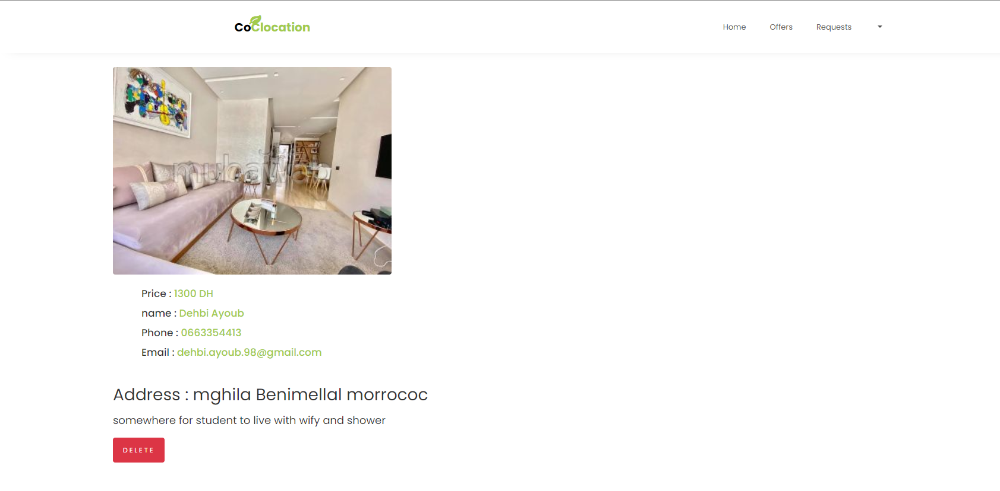 CoClocation
Home Offers Requests
mubawab
Price : 1300 DH
name : Dehbi Ayoub
Phone : 0663354413
Email : dehbi.ayoub.98@gmail.com
Address : mghila Benimellal morrococ
somewhere for student to live with wify and shower
DELETE